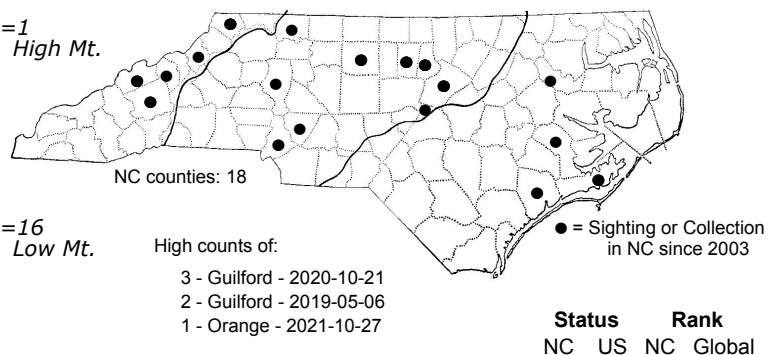 =1
High Mt.
NC counties: 18
=16
Low Mt.
High counts of:
3 - Guilford - 2020-10-21
2 - Guilford - 2019-05-06
1 - Orange - 2021-10-27
● = Sighting or Collection
in NC since 2003
Status Rank
NC US NC Global